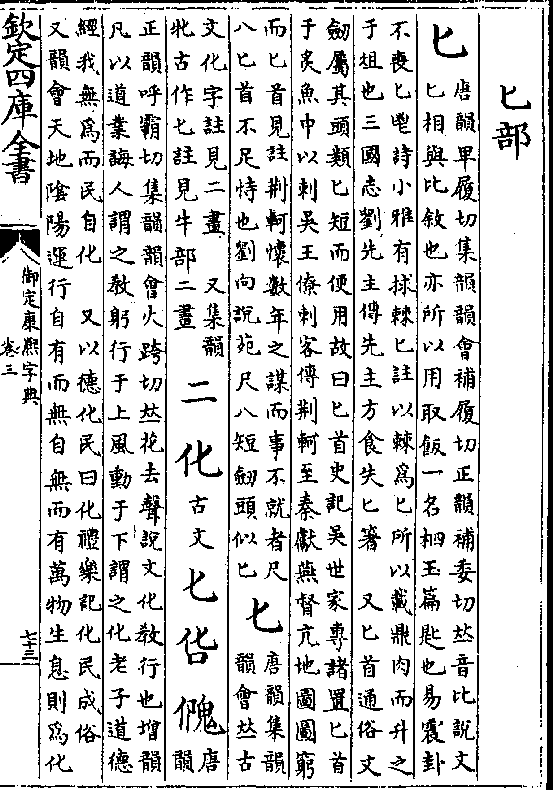 匕部
匕 唐韻卑履切集韻韻會補履切正韻補委切𠀤音比說文
匕相與比敘也亦所以用取飯一名柶玉篇匙也易震卦
不喪匕鬯詩小雅有捄棘匕註以棘爲匕所以載鼎肉而升之
于俎也三國志劉先主傳先主方食失匕箸 又匕首通俗文
劒屬其頭類匕短而便用故曰匕首史記吳世家專諸置匕首
于炙魚中以刺吳王僚刺客傳荆軻至秦獻燕督亢地圖圖窮
而匕首見註荆軻懷數年之謀而事不就者尺
八匕首不足恃也劉向說苑尺八短劒頭似匕
𠤎 唐韻集韻
韻會𠀤古
文化字註見二畫 又集韻
牝古作匕註見牛部二畫
二 化 古文 𠤎 㐰 𠏁 唐韻
正韻呼霸切集韻韻會火跨切𠀤花去聲說文化敎行也增韻
凡以道業誨人謂之敎躬行于上風動于下謂之化老子道德
經我無爲而民自化 又以德化民曰化禮樂記化民成俗
又韻會天地陰陽運行自有而無自無而有萬物生息則爲化
欽定四庫全書
御定康熙字典
卷三
七十三